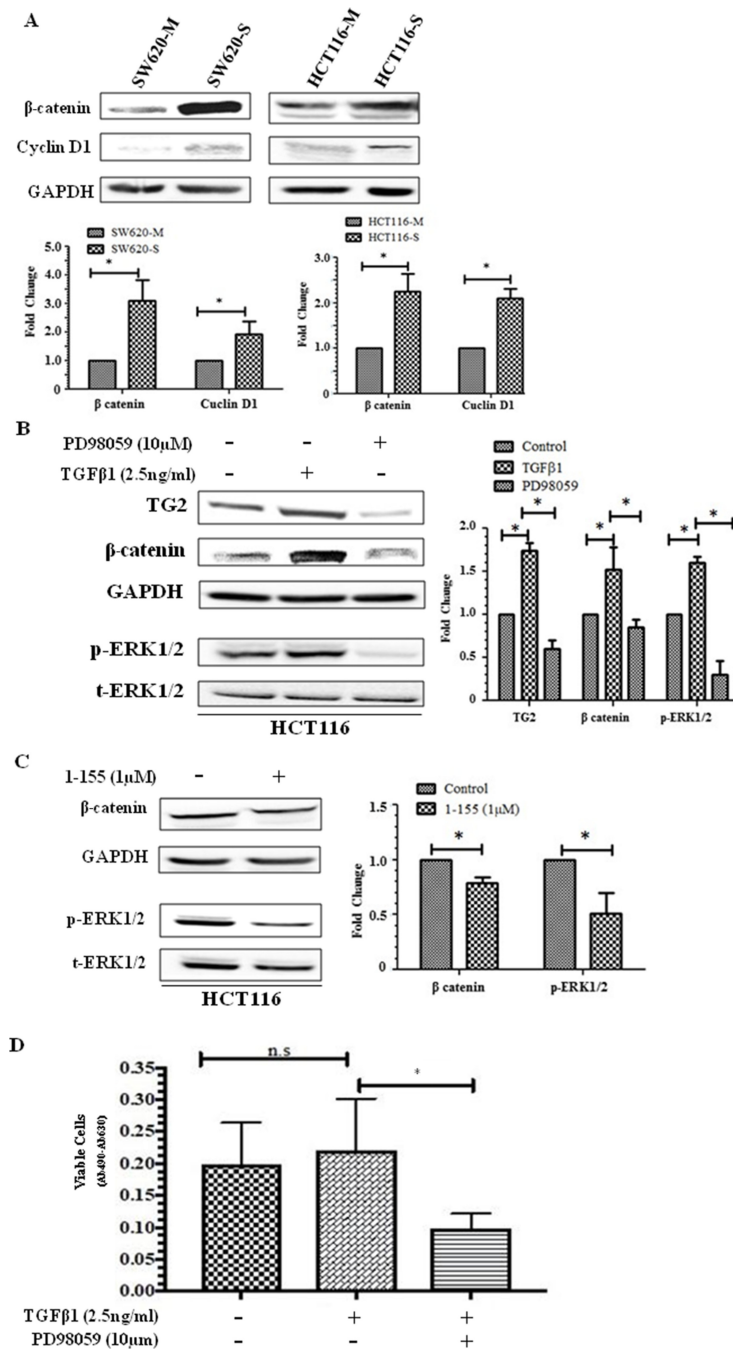 A
SW620-M SW620-S HCT116-M HCT116-S
β-catenin
Cyclin D1
GAPDH
SW620-M
SW620-S
5.0
4.0
3.0
2.0
1.0
0
Fold Change
* *
β catenin Cuclin D1
HCT116-M
HCT116-S
3.0
2.0
1.0
0
Fold Change
* *
β catenin Cuclin D1
B
PD98059 (10μM) - - +
TGFβ1 (2.5ng/ml) - + -
TG2
β-catenin
GAPDH
p-ERK1/2
t-ERK1/2
HCT116
Control
TGFβ1
PD98059
2.0
1.5
1.0
0.5
0
Fold Change
* * * * * *
TG2 β catenin p-ERK1/2
C
1-155 (1μM) - +
β-catenin
GAPDH
p-ERK1/2
t-ERK1/2
HCT116
Control
1-155 (1μM)
1.5
1.0
0.5
0
Fold Change
* *
β catenin p-ERK1/2
D
n.s *
0.35
0.30
0.25
0.20
0.15
0.10
0.05
0.00
Viable Cells
(Ab490-Ab630)
TGFβ1 (2.5ng/ml) - + +
PD98059 (10μm) - - +